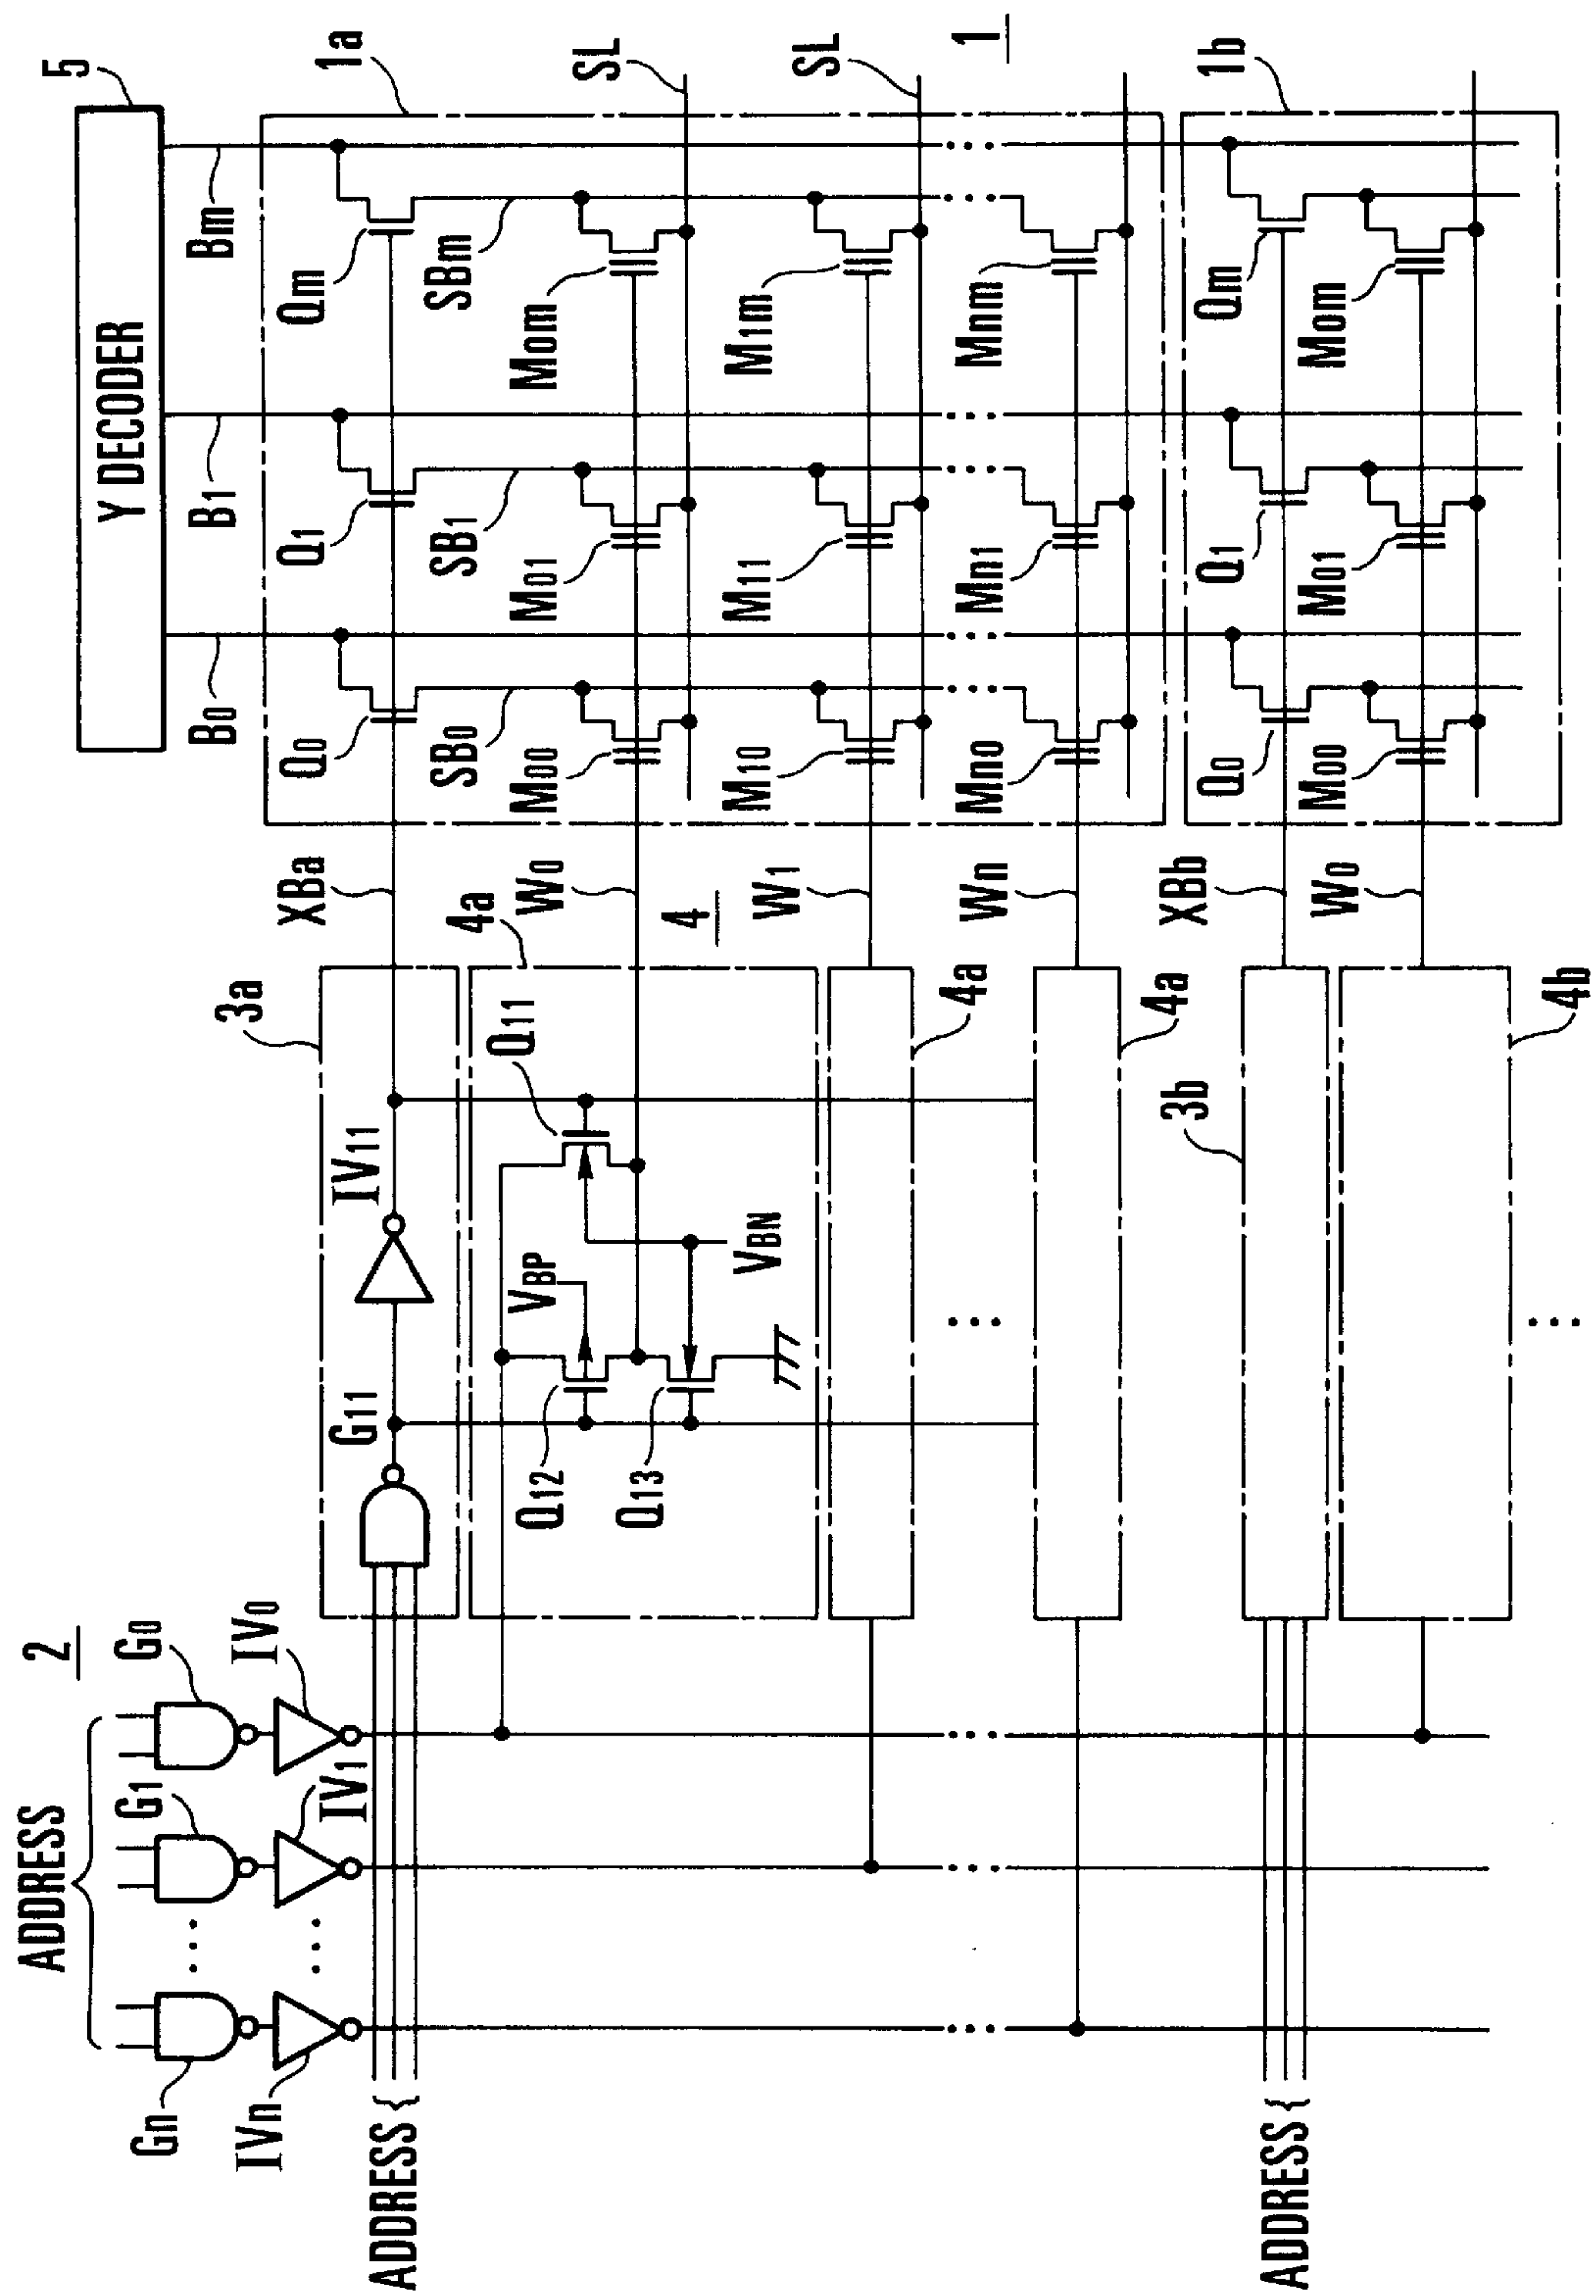 5
Y DECODER
Bm
B1
B0
1a
Qm
Q1
Q0
SBm
SB1
SB0
SL
SL
1
M0m
M01
M00
M1m
M11
M10
Mnm
Mn1
Mn0
1b
Qm
Q1
Q0
M0m
M01
M00
XBa
W0
4
W1
Wn
XBb
W0
3a
4a
4a
4a
3b
4b
IV11
G11
Q11
VBP
VBN
Q12
Q13
2
ADDRESS
G0
IV0
G1
IV1
Gn
IVn
ADDRESS
ADDRESS